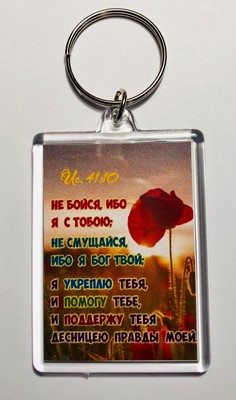 Ис. 41:10
НЕ БОЙСЯ, ИБО
Я С ТОБОЮ;
НЕ СМУЩАЙСЯ,
ИБО Я БОГ ТВОЙ;
Я УКРЕПЛЮ ТЕБЯ,
И ПОМОГУ ТЕБЕ,
И ПОДДЕРЖУ ТЕБЯ
ДЕСНИЦЕЮ ПРАВДЫ МОЕЙ